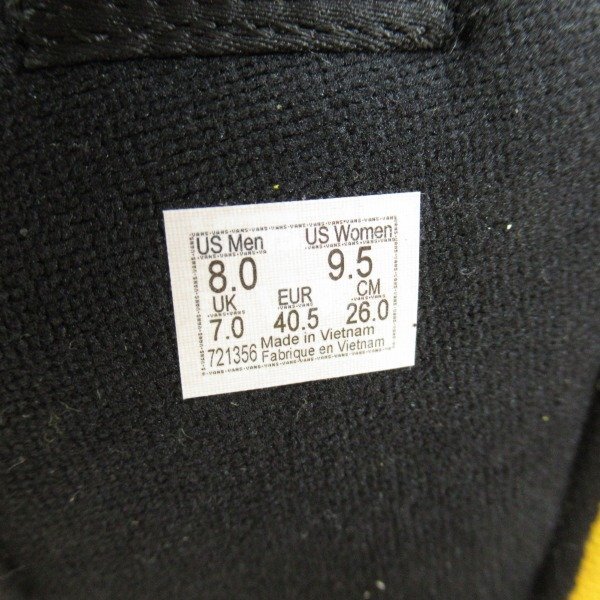 US Men US Women
8.0 9.5
UK EUR CM
7.0 40.5 26.0
Made in Vietnam
721356 Fabrique en Vietnam